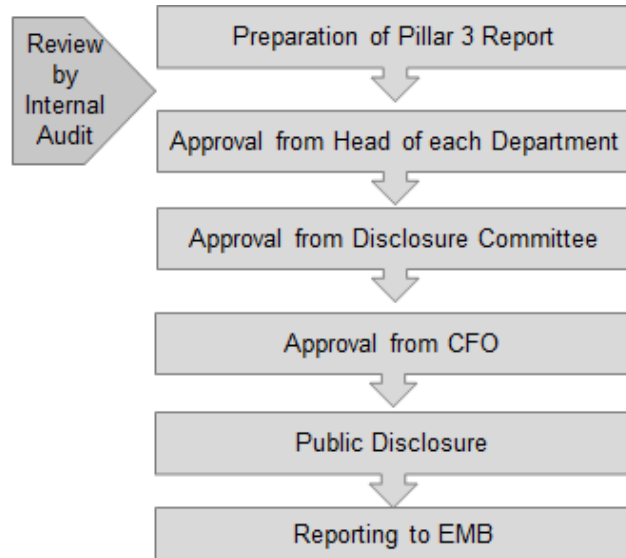 Review
by
Internal
Audit
Preparation of Pillar 3 Report
Approval from Head of each Department
Approval from Disclosure Committee
Approval from CFO
Public Disclosure
Reporting to EMB